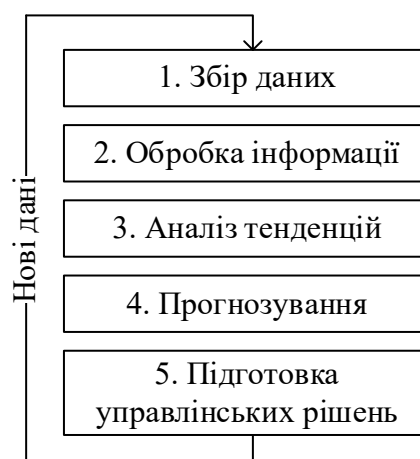 1. Збір даних
2. Обробка інформації
3. Аналіз тенденцій
4. Прогнозування
5. Підготовка
управлінських рішень
Нові дані